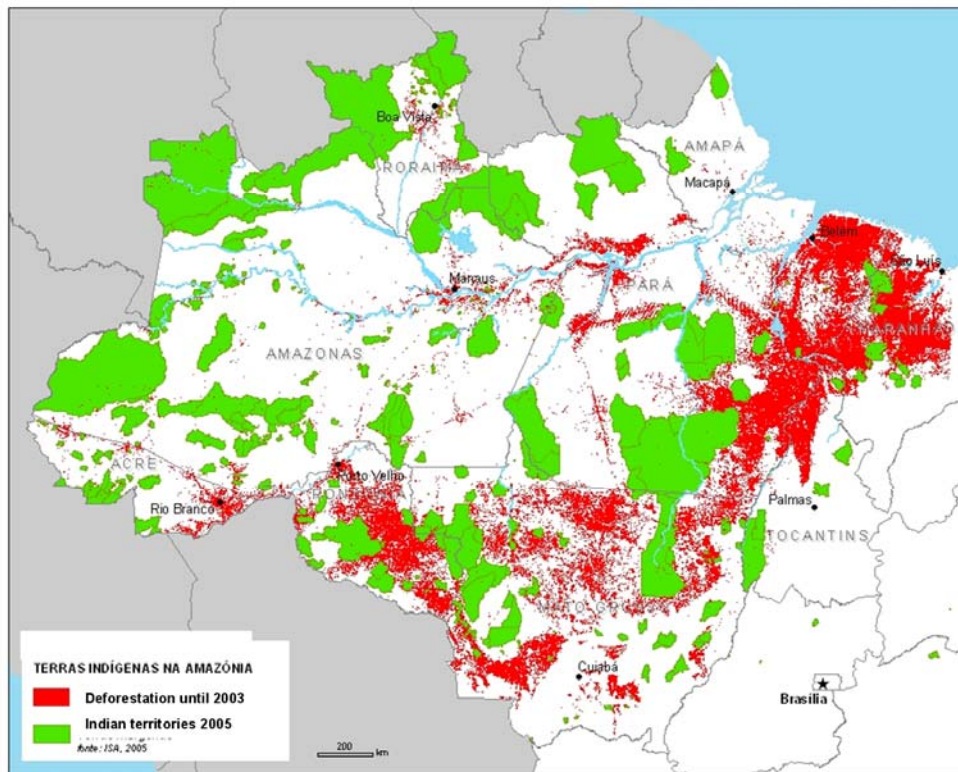 Boa Vista
RORAIMA
AMAPÁ
Macapá
Belém
São Luís
Manaus
PARÁ
MARANHÃO
AMAZONAS
ACRE
Porto Velho
RONDÔNIA
Rio Branco
Palmas
TOCANTINS
MATO GROSSO
Cuiabá
Brasília
TERRAS INDÍGENAS NA AMAZÔNIA
Deforestation until 2003
Indian territories 2005
fonte: ISA, 2005
200
km